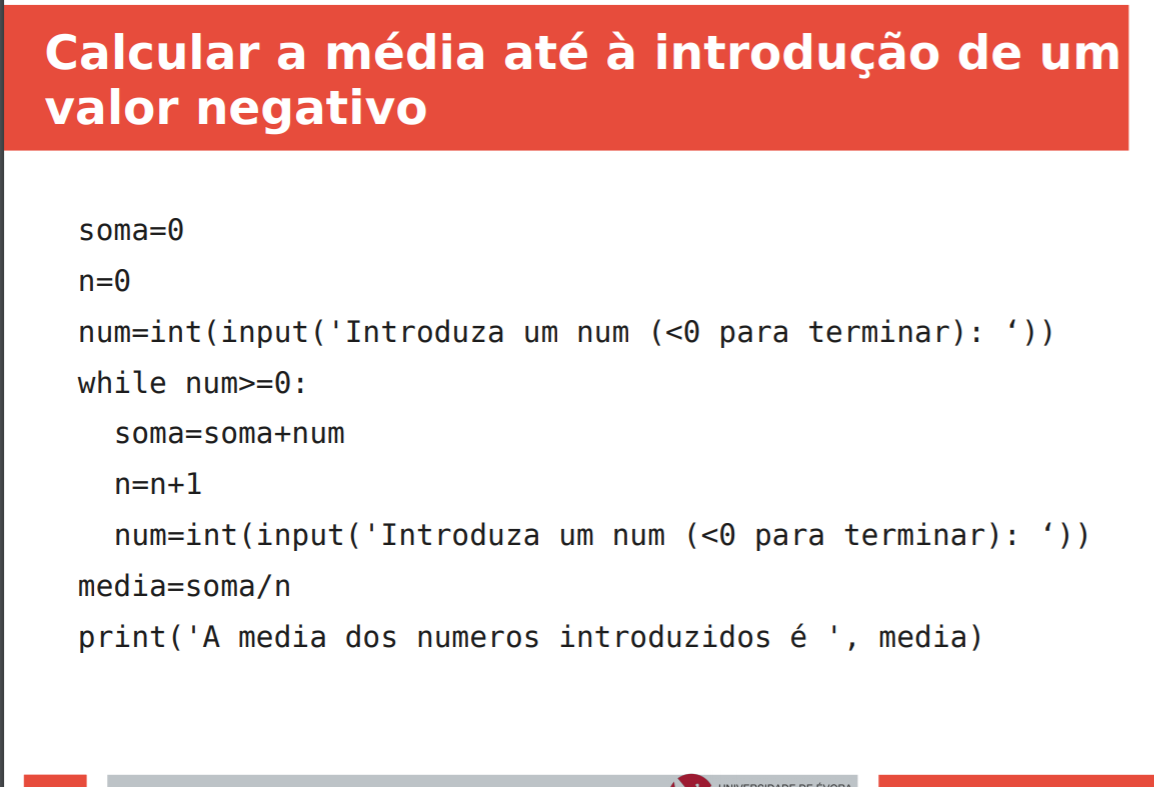 Calcular a média até à introdução de um
valor negativo
soma=0
n=0
num=int(input('Introduza um num (<0 para terminar): ‘))
while num>=0:
soma=soma+num
n=n+1
num=int(input('Introduza um num (<0 para terminar): ‘))
media=soma/n
print('A media dos numeros introduzidos é ', media)
UNIVERSIDADE DE ÉVORA